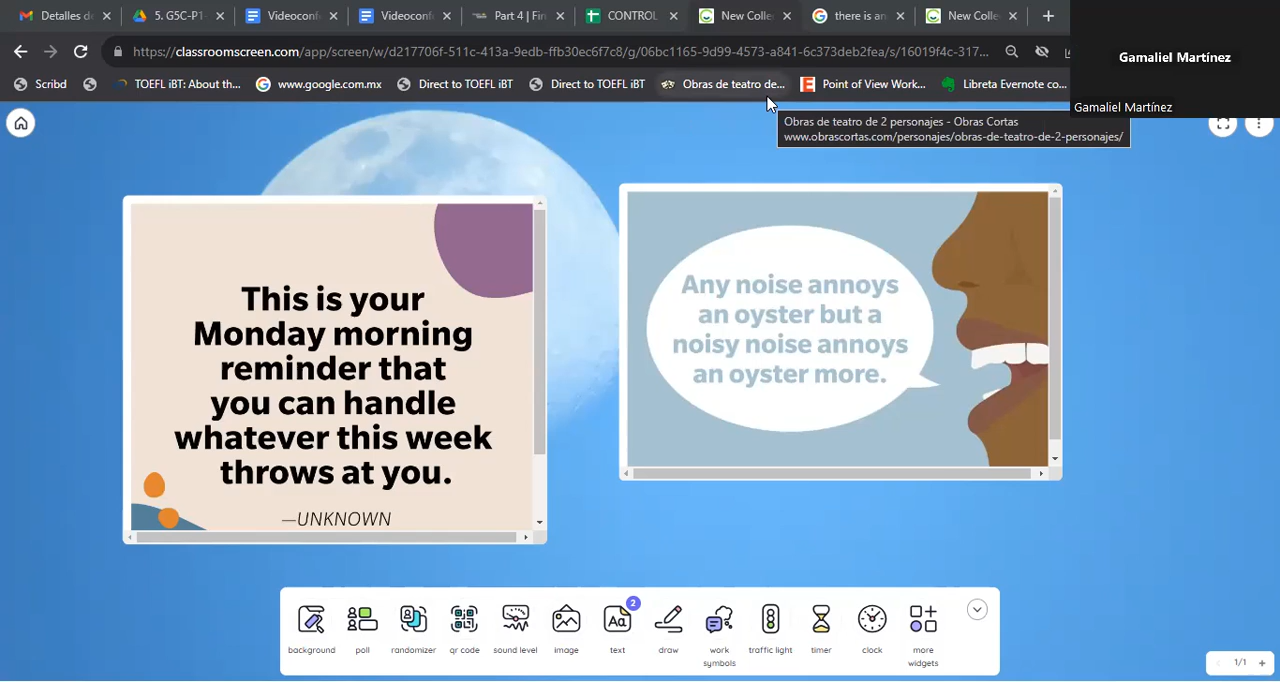 Detalles de
5. G5C-P1-
Videoconf
Videoconf
Part 4 | Fin
CONTROL
New Colle
there is an
New Colle
https://classroomscreen.com/app/screen/w/d217706f-511c-413a-9edb-ffb30ec6f7c8/g/06bc1165-9d99-4573-a841-6c373deb2fea/s/16019f4c-317...
Gamaliel Martínez
Scribd
TOEFL iBT: About th...
www.google.com.mx
Direct to TOEFL iBT
Direct to TOEFL iBT
Obras de teatro de...
Point of View Work...
Libreta Evernote co...
Gamaliel Martínez
Obras de teatro de 2 personajes - Obras Cortas
www.obrascortas.com/personajes/obras-de-teatro-de-2-personajes/
This is your
Monday morning
reminder that
you can handle
whatever this week
throws at you.
—UNKNOWN
Any noise annoys
an oyster but a
noisy noise annoys
an oyster more.
2
Aa
background
poll
randomizer
qr code
sound level
image
text
draw
work
symbols
traffic light
timer
clock
more
widgets
1/1